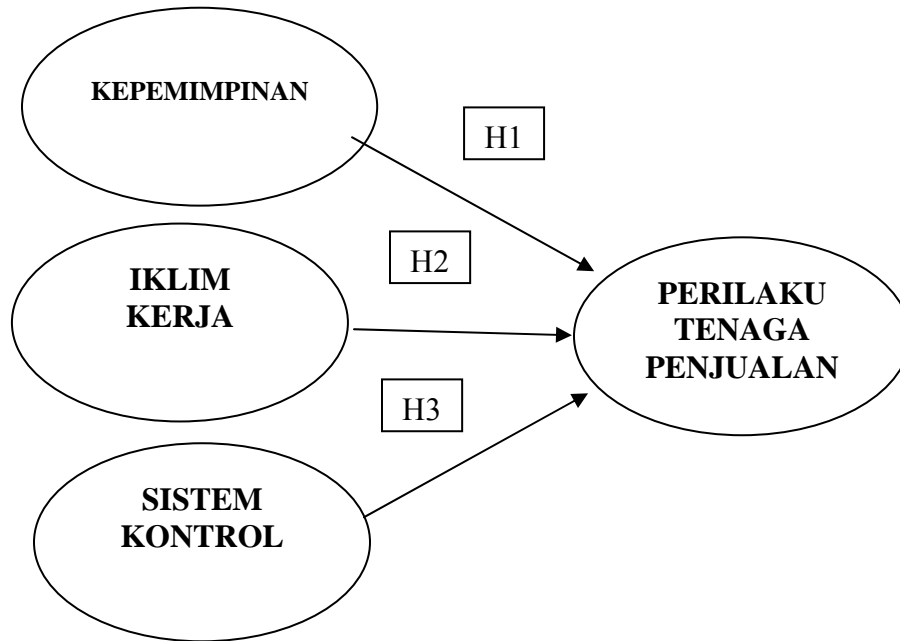 KEPEMIMPINAN
H1
H2
IKLIM
KERJA
PERILAKU
TENAGA
PENJUALAN
H3
SISTEM
KONTROL